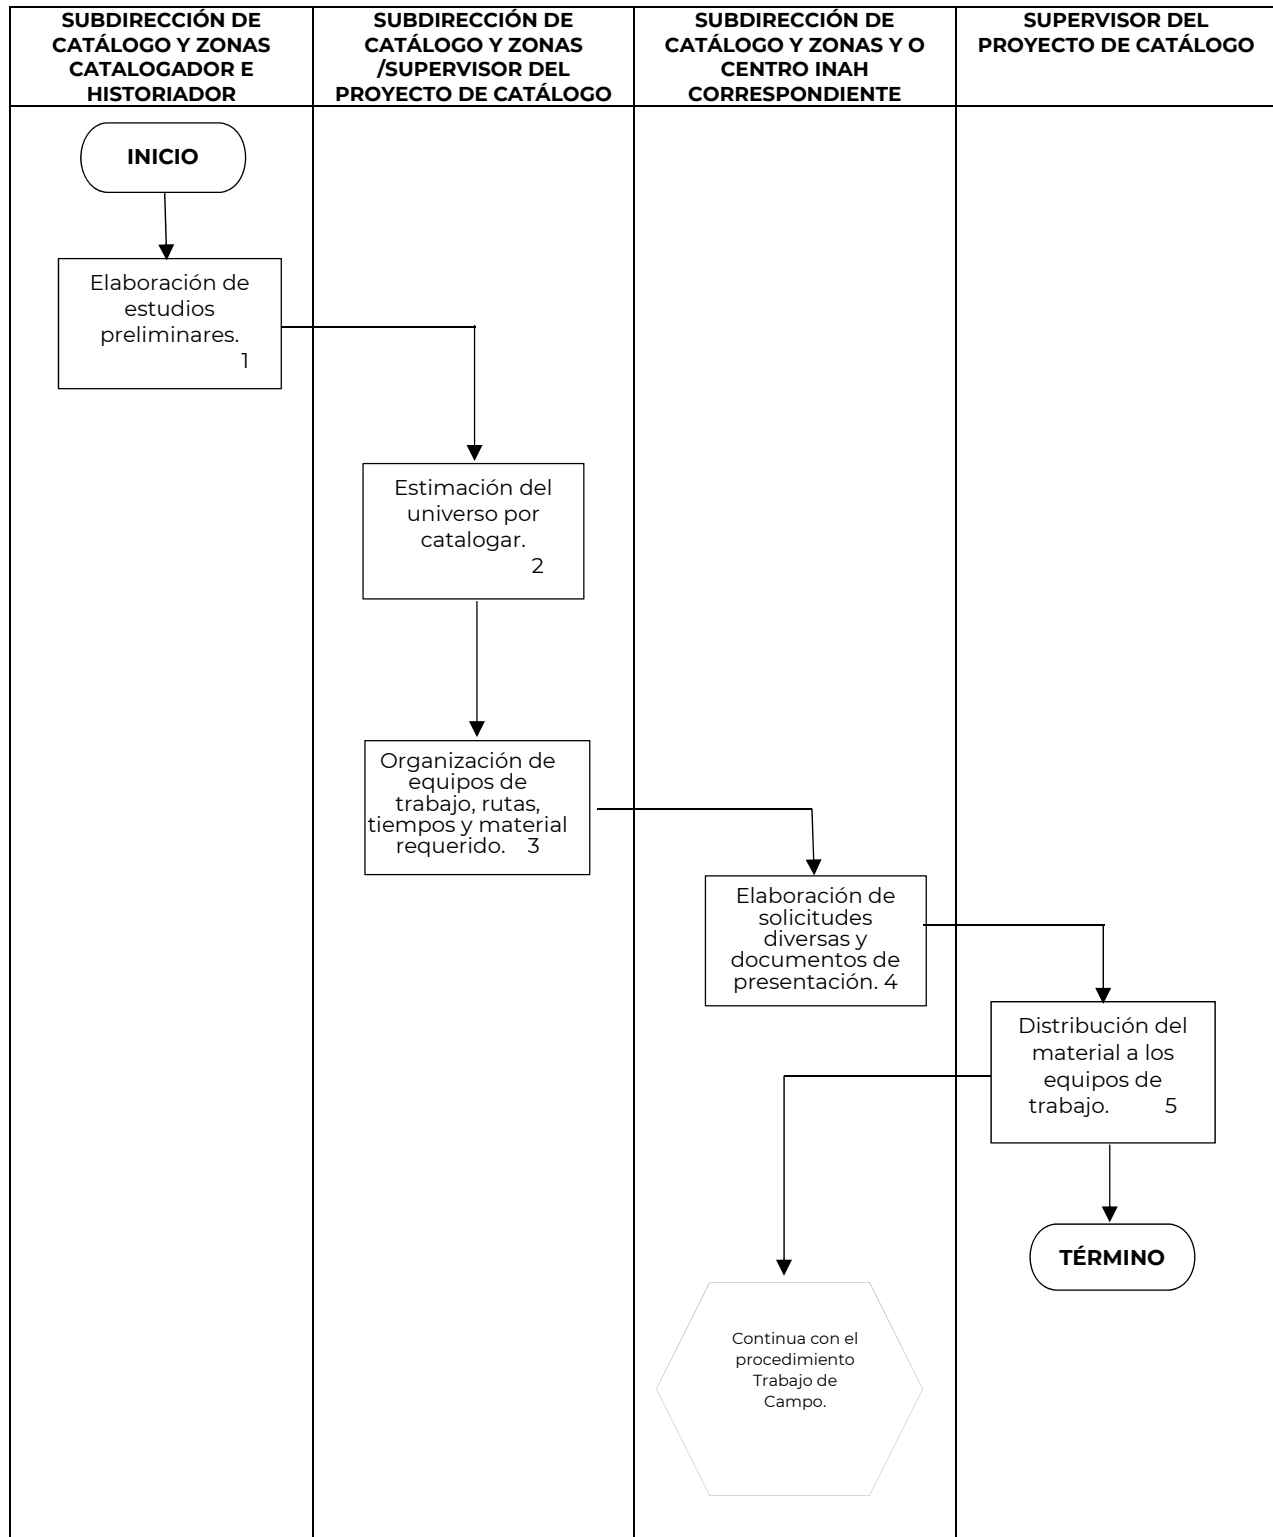 SUBDIRECCIÓN DE
CATÁLOGO Y ZONAS
CATALOGADOR E
HISTORIADOR
SUBDIRECCIÓN DE
CATÁLOGO Y ZONAS
/SUPERVISOR DEL
PROYECTO DE CATÁLOGO
SUBDIRECCIÓN DE
CATÁLOGO Y ZONAS Y O
CENTRO INAH
CORRESPONDIENTE
SUPERVISOR DEL
PROYECTO DE CATÁLOGO
INICIO
Elaboración de
estudios
preliminares.
1
Estimación del
universo por
catalogar.
2
Organización de
equipos de
trabajo, rutas,
tiempos y material
requerido. 3
Elaboración de
solicitudes
diversas y
documentos de
presentación. 4
Distribución del
material a los
equipos de
trabajo. 5
TÉRMINO
Continua con el
procedimiento
Trabajo de
Campo.